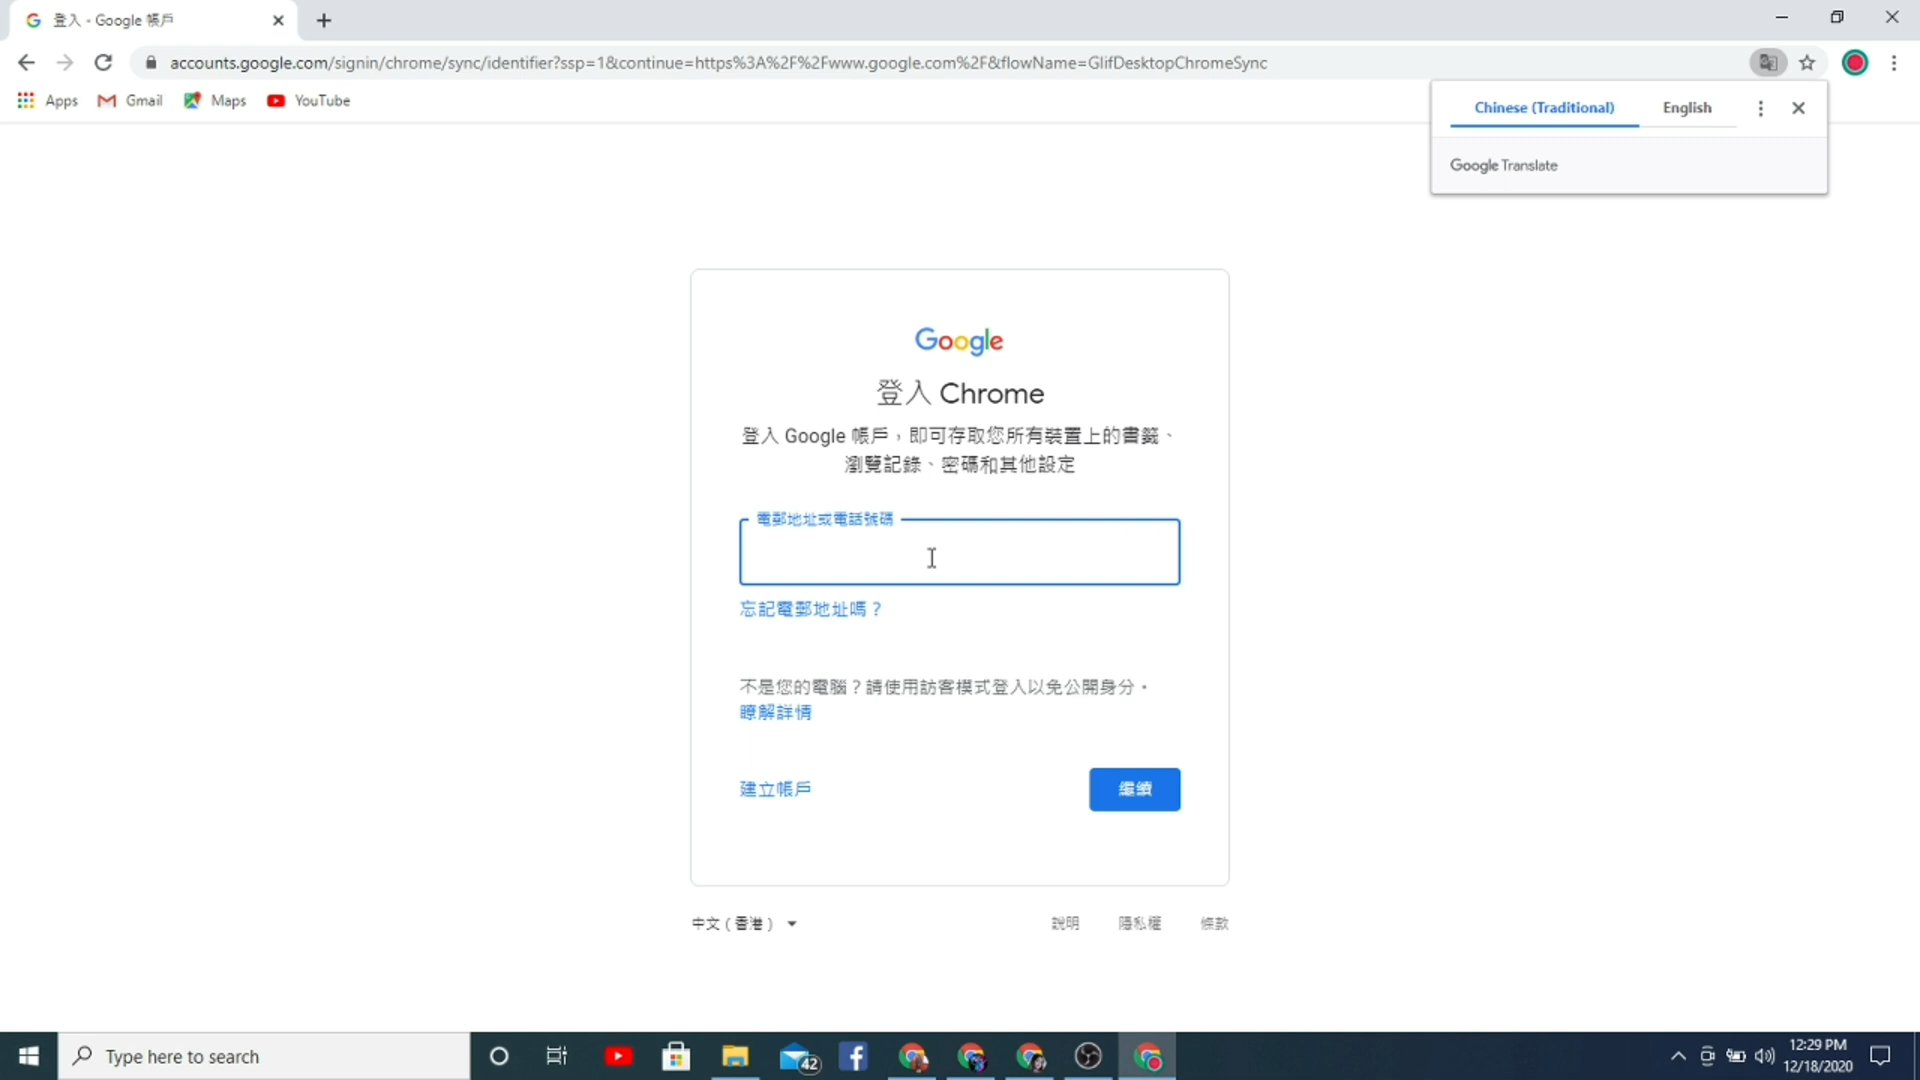 登入 - Google 帳戶
accounts.google.com/signin/chrome/sync/identifier?ssp=1&continue=https%3A%2F%2Fwww.google.com%2F&flowName=GlifDesktopChromeSync
Apps Gmail Maps YouTube
Chinese (Traditional) English
Google Translate
Google
登入 Chrome
登入 Google 帳戶，即可存取您所有裝置上的書籤、
瀏覽記錄、密碼和其他設定
電郵地址或電話號碼
忘記電郵地址嗎？
不是您的電腦？請使用訪客模式登入以免公開身分。
瞭解詳情
建立帳戶 繼續
中文（香港） 說明 隱私權 條款
Type here to search
42
12:29 PM
12/18/2020